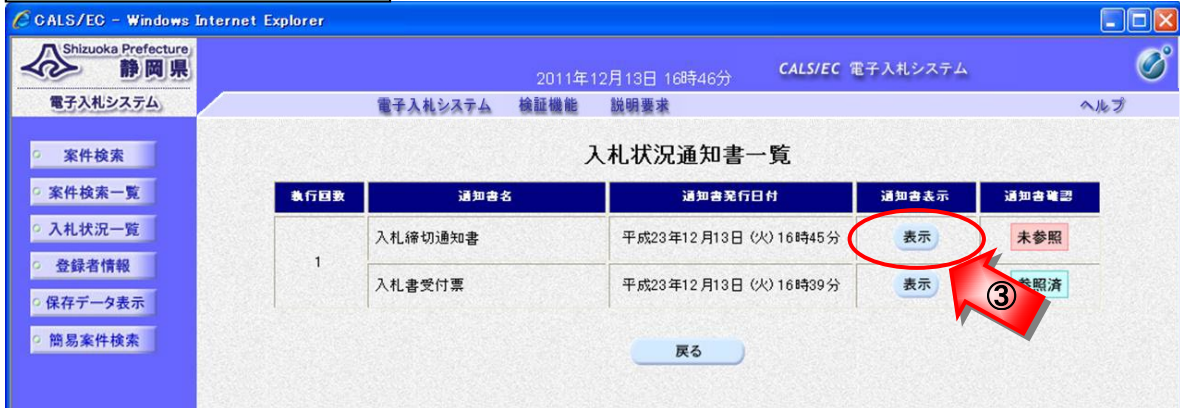 CALS/EC - Windows Internet Explorer
Shizuoka Prefecture
静岡県
2011年12月13日 16時46分
CALS/EC 電子入札システム
電子入札システム
電子入札システム 検証機能 説明要求
ヘルプ
案件検索
案件検索一覧
入札状況一覧
登録者情報
保存データ表示
簡易案件検索
入札状況通知書一覧
執行回数 通知書名 通知書発行日付 通知書表示 通知書確認
1
入札締切通知書 平成23年12月13日 (火) 16時45分 表示 未参照
入札書受付票 平成23年12月13日 (火) 16時39分 表示 参照済
③
戻る